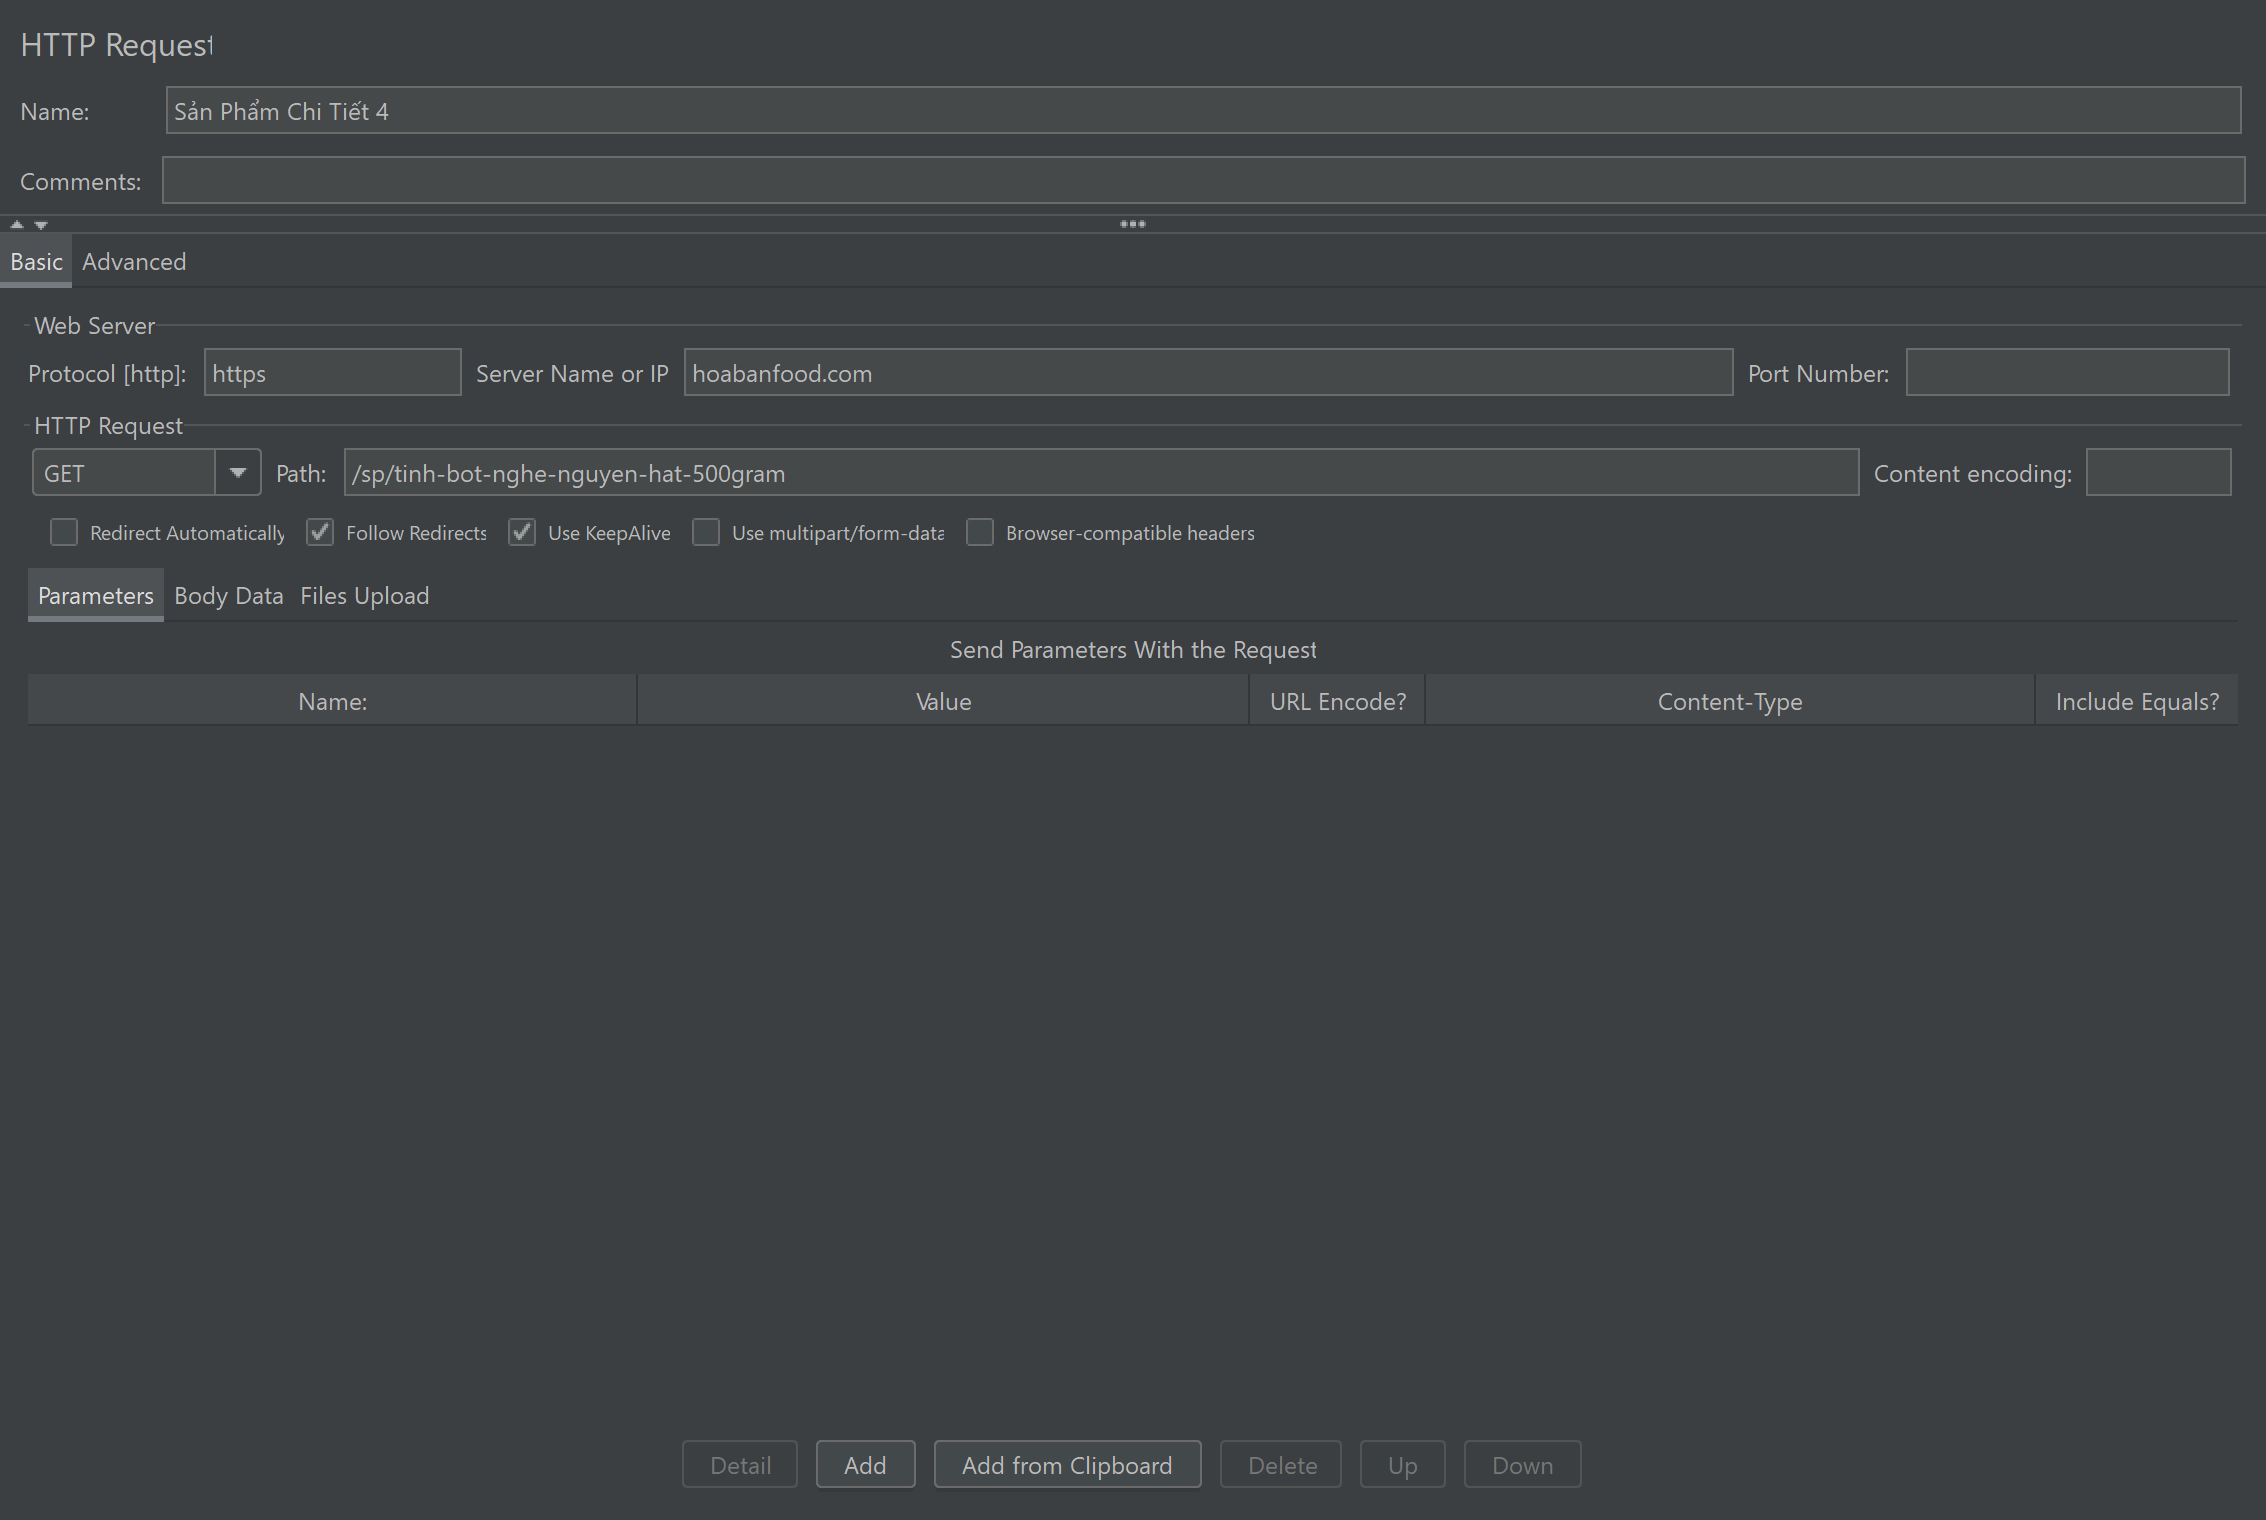 HTTP Request
Name: Sản Phẩm Chi Tiết 4
Comments:
Basic Advanced
Web Server
Protocol [http]: https Server Name or IP hoabanfood.com Port Number:
HTTP Request
GET Path: /sp/tinh-bot-nghe-nguyen-hat-500gram Content encoding:
Redirect Automatically Follow Redirects Use KeepAlive Use multipart/form-data Browser-compatible headers
Parameters Body Data Files Upload
Send Parameters With the Request
Name: Value URL Encode? Content-Type Include Equals?
Detail Add Add from Clipboard Delete Up Down